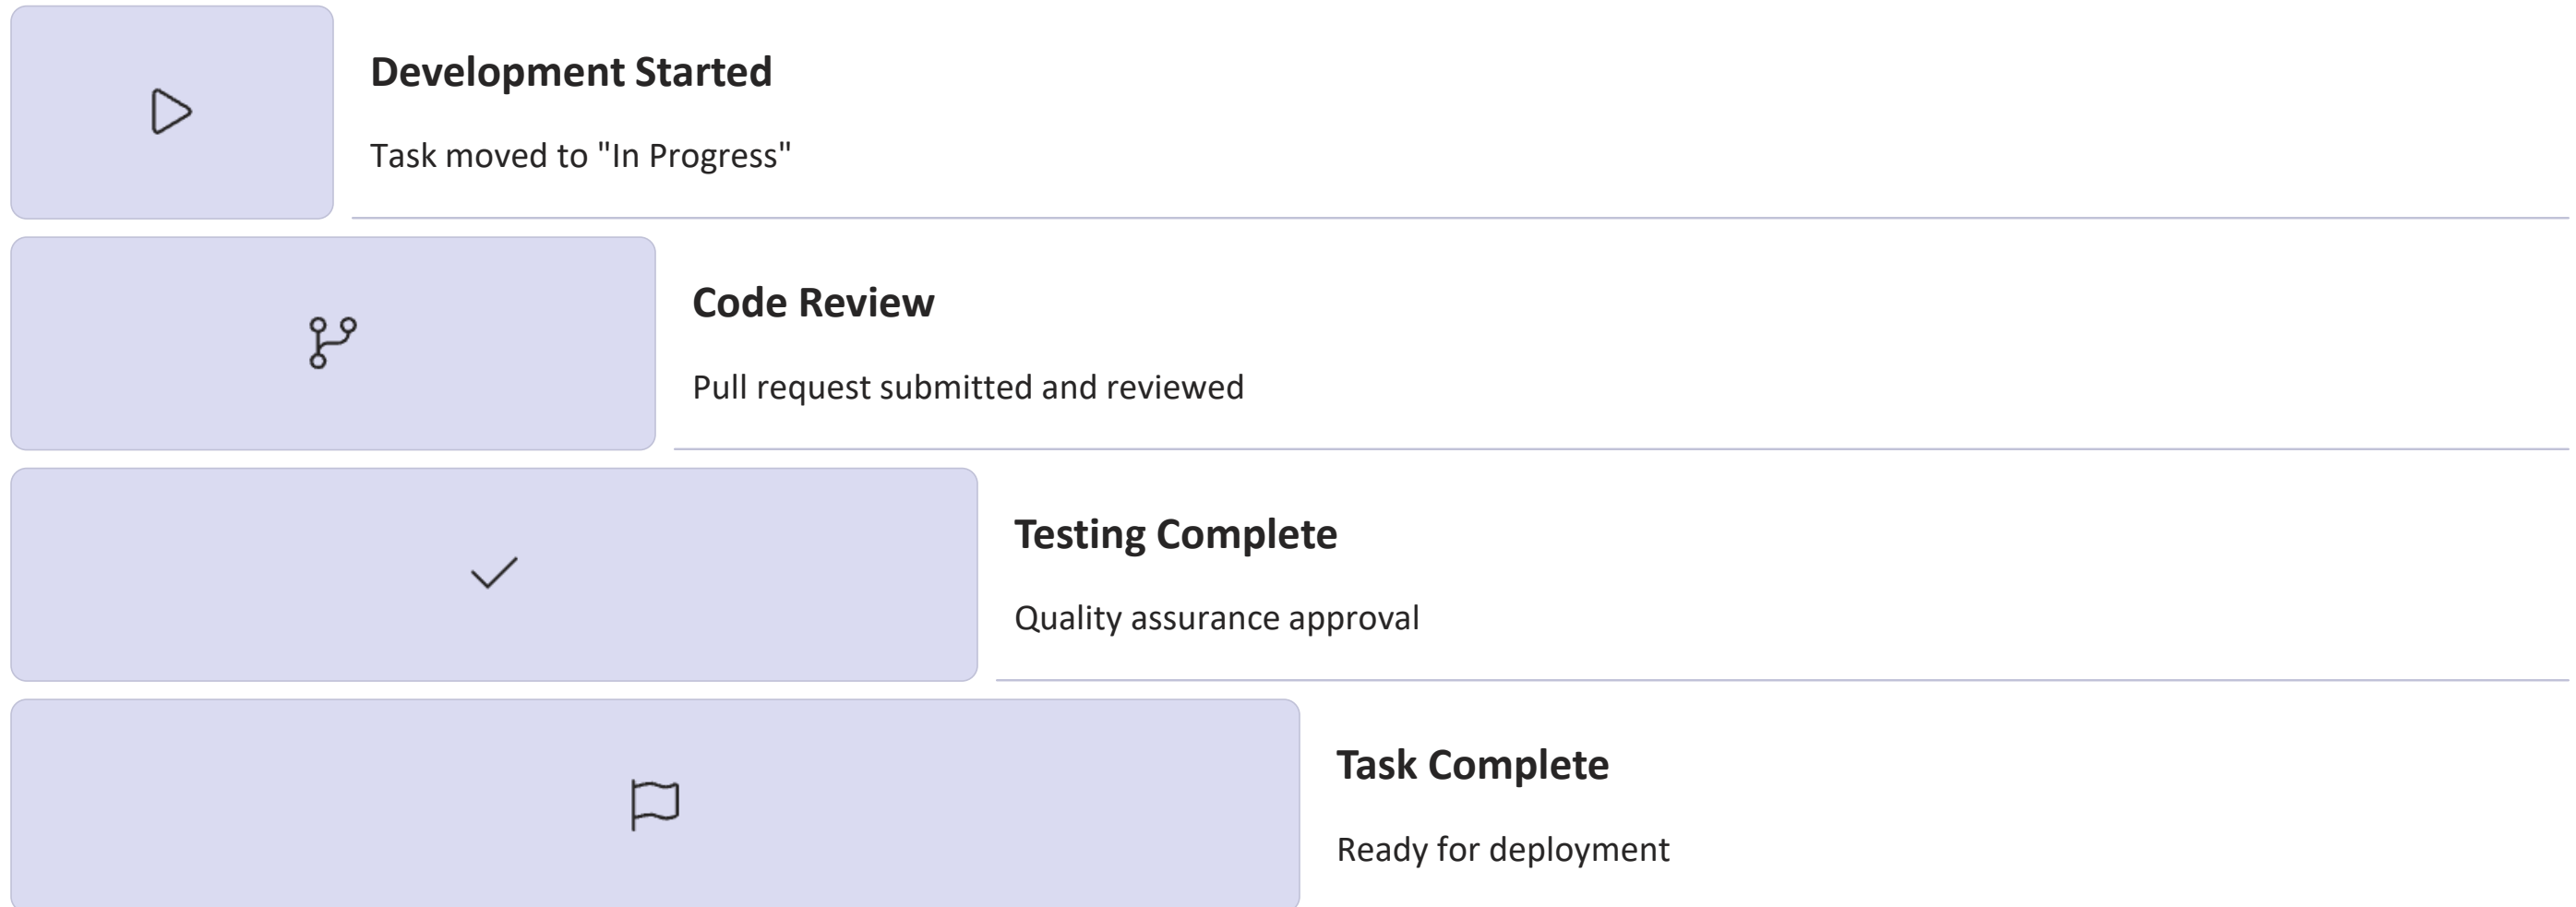 Development Started
Task moved to "In Progress"
Code Review
Pull request submitted and reviewed
Testing Complete
Quality assurance approval
Task Complete
Ready for deployment